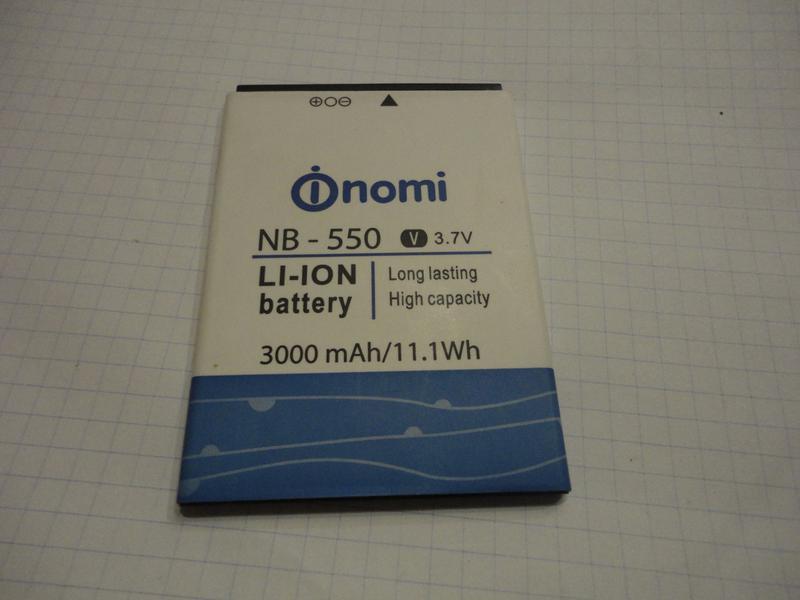 ⊕○⊖ ▲
nomi
NB - 550 V 3.7V
LI-ION battery
Long lasting
High capacity
3000 mAh/11.1Wh